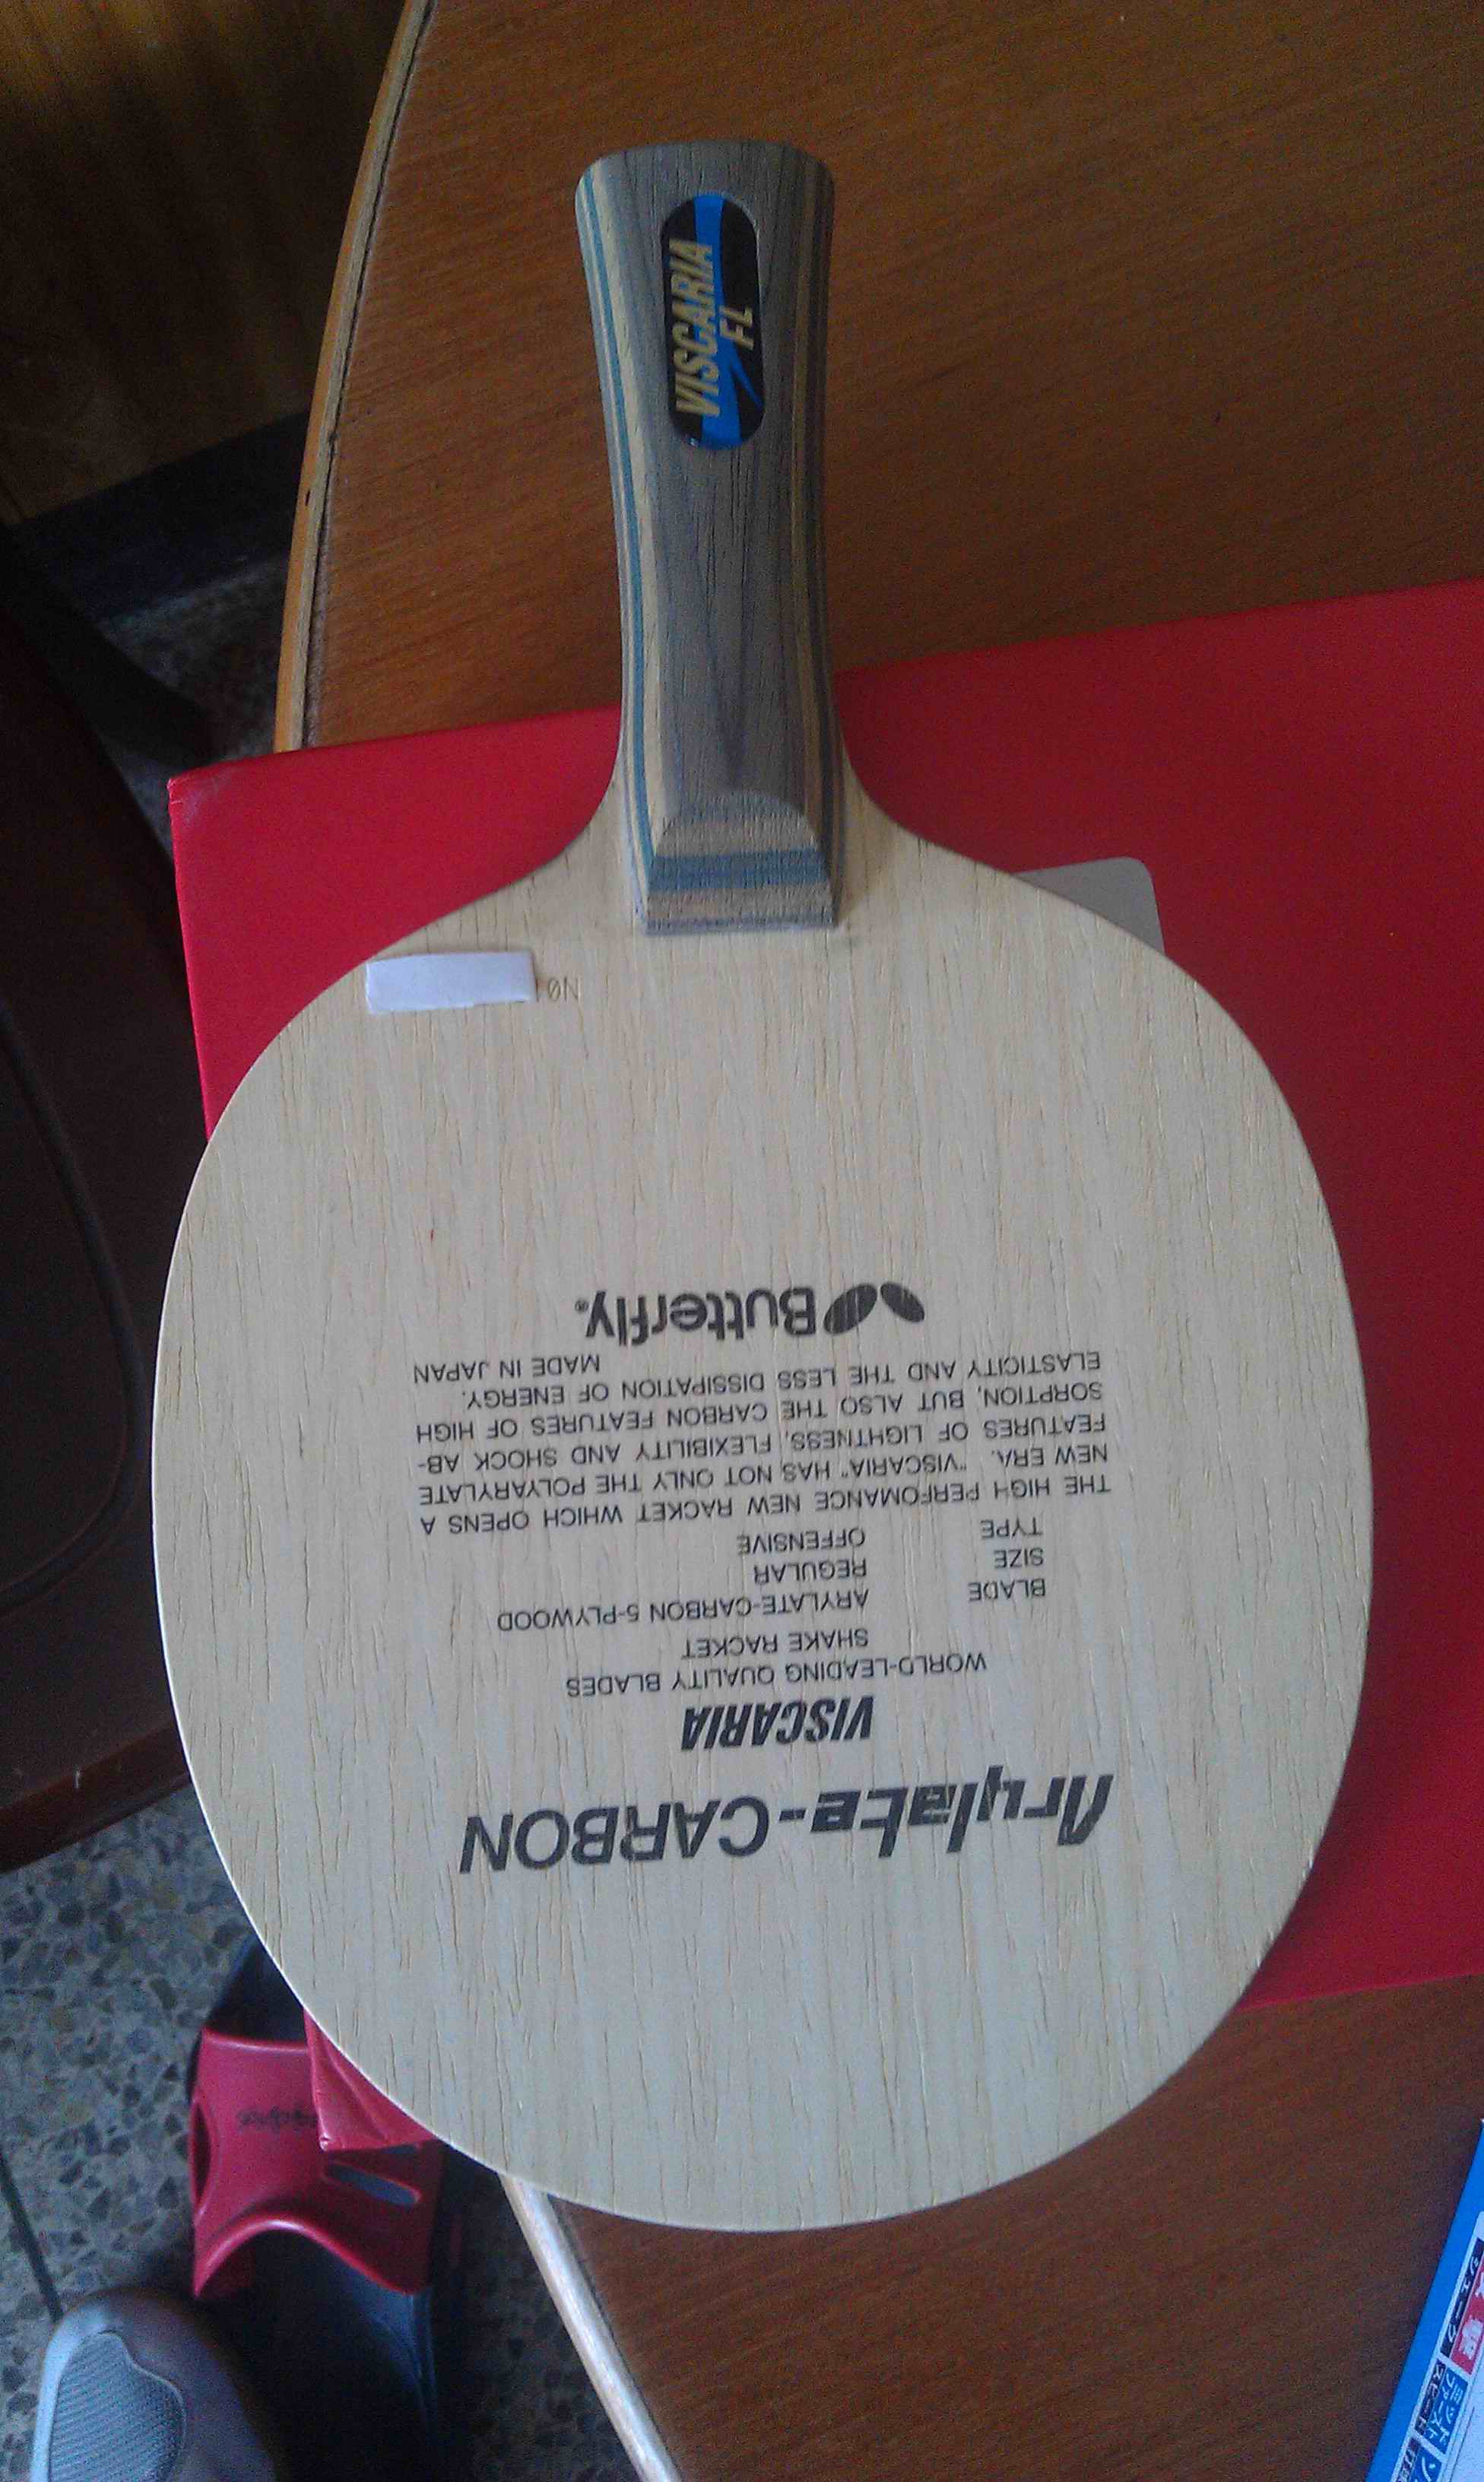 Arylate-CARBON
VISCARIA
WORLD-LEADING QUALITY BLADES
SHAKE RACKET
BLADE ARYLATE-CARBON 5-PLYWOOD
SIZE REGULAR
TYPE OFFENSIVE
THE HIGH PERFOMANCE NEW RACKET WHICH OPENS A
NEW ERA. "VISCARIA" HAS NOT ONLY THE POLYARYLATE
FEATURES OF LIGHTNESS, FLEXIBILITY AND SHOCK AB-
SORPTION, BUT ALSO THE CARBON FEATURES OF HIGH
ELASTICITY AND THE LESS DISSIPATION OF ENERGY.
MADE IN JAPAN
Butterfly®
NO
VISCARIA
FL